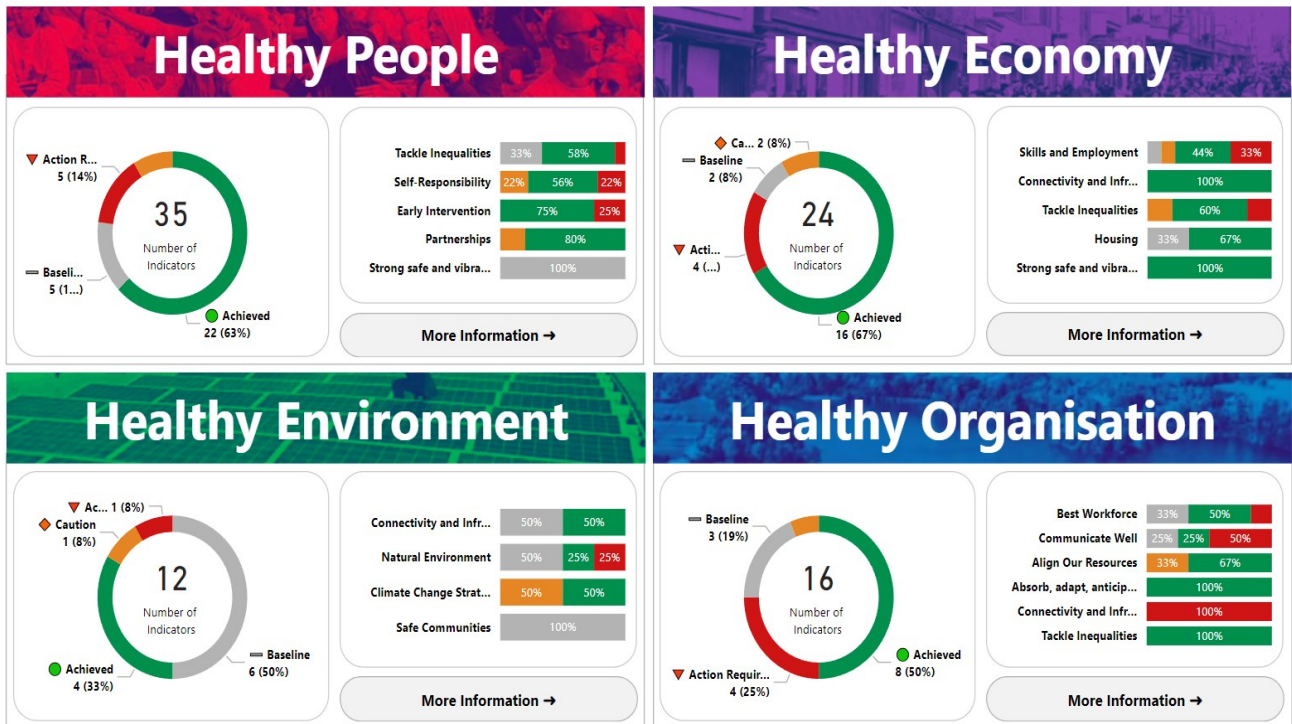 Healthy People
▼ Action R...
5 (14%)
35
Number of
Indicators
Baseli...
5 (1...)
Achieved
22 (63%)
Tackle Inequalities
33%
58%
Self-Responsibility
22%
56%
22%
Early Intervention
75%
25%
Partnerships
80%
Strong safe and vibra...
100%
More Information →
Healthy Economy
Ca... 2 (8%)
Baseline
2 (8%)
24
Number of
Indicators
▼ Acti...
4 (...)
Achieved
16 (67%)
Skills and Employment
44%
33%
Connectivity and Infr...
100%
Tackle Inequalities
60%
Housing
33%
67%
Strong safe and vibra...
100%
More Information →
Healthy Environment
▼ Ac... 1 (8%)
Caution
1 (8%)
12
Number of
Indicators
Baseline
6 (50%)
Achieved
4 (33%)
Connectivity and Infr...
50%
50%
Natural Environment
50%
25%
25%
Climate Change Strat...
50%
50%
Safe Communities
100%
More Information →
Healthy Organisation
Baseline
3 (19%)
16
Number of
Indicators
Achieved
8 (50%)
▼ Action Requir...
4 (25%)
Best Workforce
33%
50%
Communicate Well
25%
25%
50%
Align Our Resources
33%
67%
Absorb, adapt, anticip...
100%
Connectivity and Infr...
100%
Tackle Inequalities
100%
More Information →